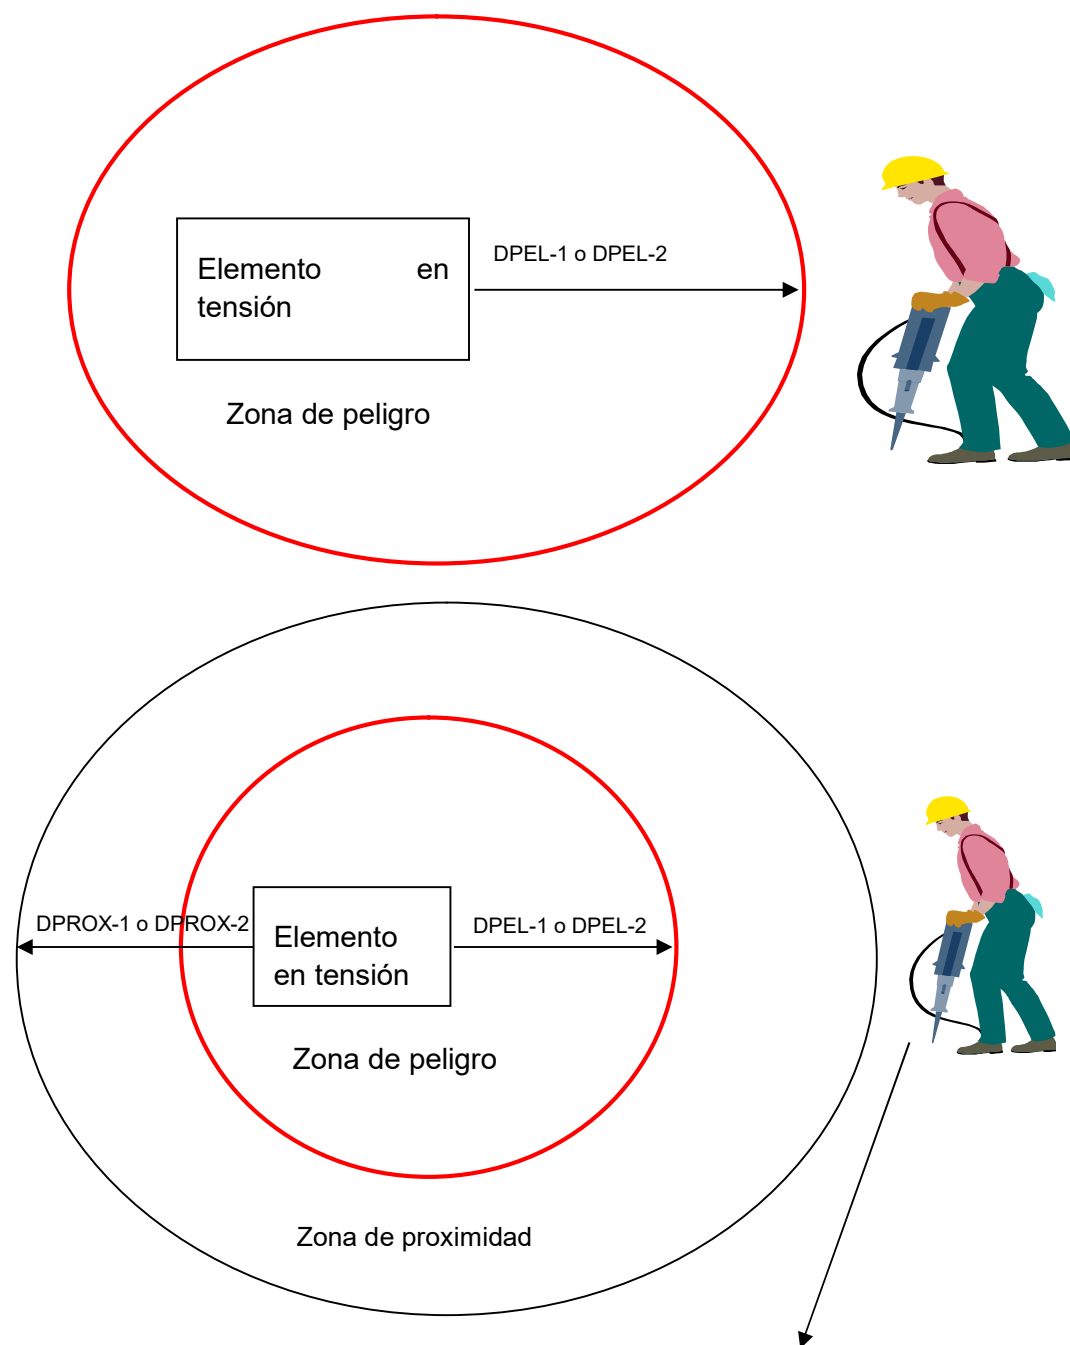 Elemento en
tensión
DPEL-1 o DPEL-2
Zona de peligro
DPROX-1 o DPROX-2
Elemento
en tensión
DPEL-1 o DPEL-2
Zona de peligro
Zona de proximidad